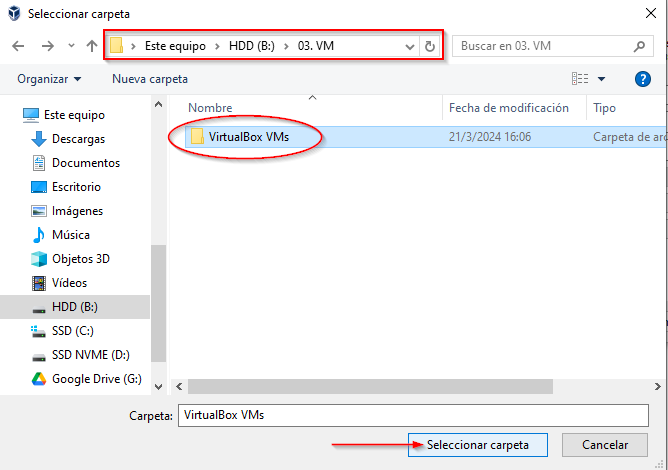 Seleccionar carpeta
Este equipo > HDD (B:) > 03. VM
Buscar en 03. VM
Organizar
Nueva carpeta
Nombre
Fecha de modificación
Tipo
VirtualBox VMs
21/3/2024 16:06
Carpeta de ar
Este equipo
Descargas
Documentos
Escritorio
Imágenes
Música
Objetos 3D
Vídeos
HDD (B:)
SSD (C:)
SSD NVME (D:)
Google Drive (G:)
Carpeta: VirtualBox VMs
Seleccionar carpeta
Cancelar